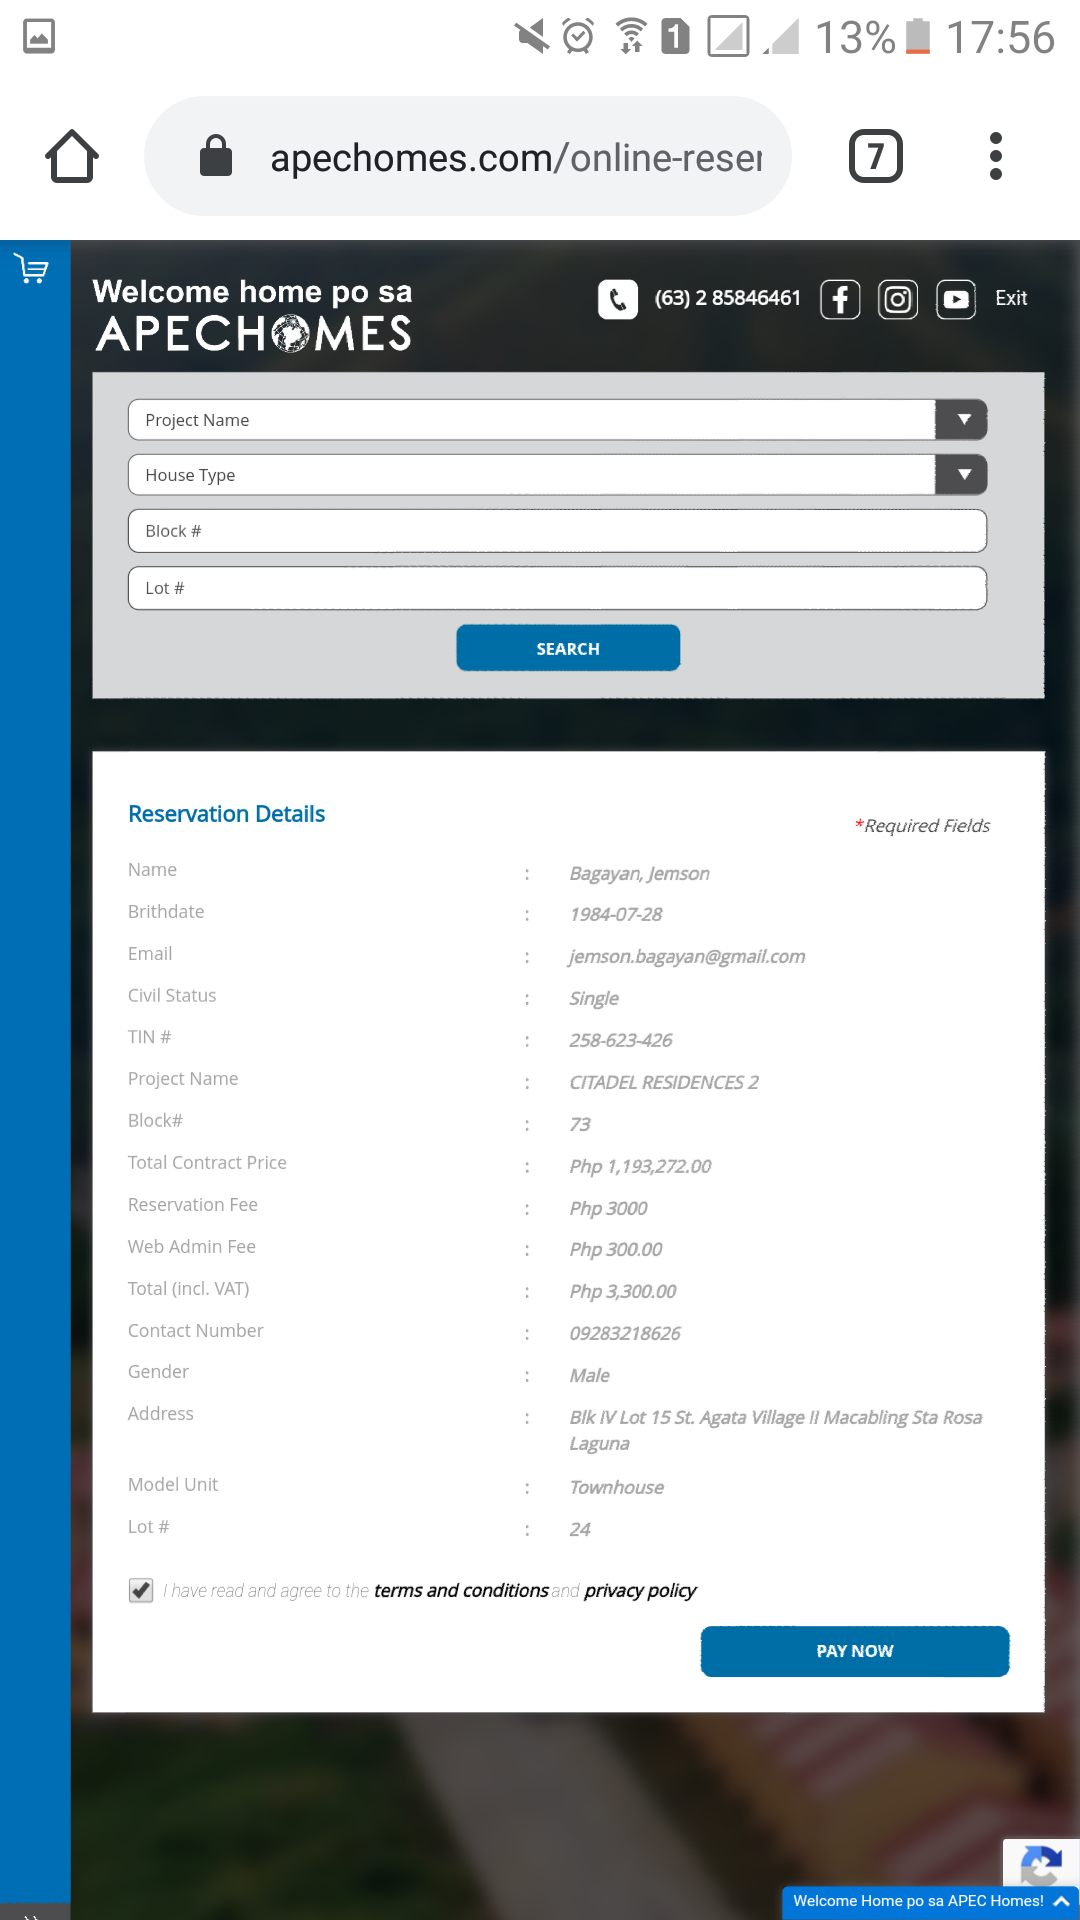 1 13% 17:56
apechomes.com/online-reser
7
Welcome home po sa
APECHOMES
(63) 2 85846461 Exit
Project Name
House Type
Block #
Lot #
SEARCH
Reservation Details
*Required Fields
Name : Bagayan, Jemson
Brithdate : 1984-07-28
Email : jemson.bagayan@gmail.com
Civil Status : Single
TIN # : 258-623-426
Project Name : CITADEL RESIDENCES 2
Block# : 73
Total Contract Price : Php 1,193,272.00
Reservation Fee : Php 3000
Web Admin Fee : Php 300.00
Total (incl. VAT) : Php 3,300.00
Contact Number : 09283218626
Gender : Male
Address : Blk IV Lot 15 St. Agata Village II Macabling Sta Rosa
Laguna
Model Unit : Townhouse
Lot # : 24
I have read and agree to the terms and conditions and privacy policy
PAY NOW
Welcome Home po sa APEC Homes!